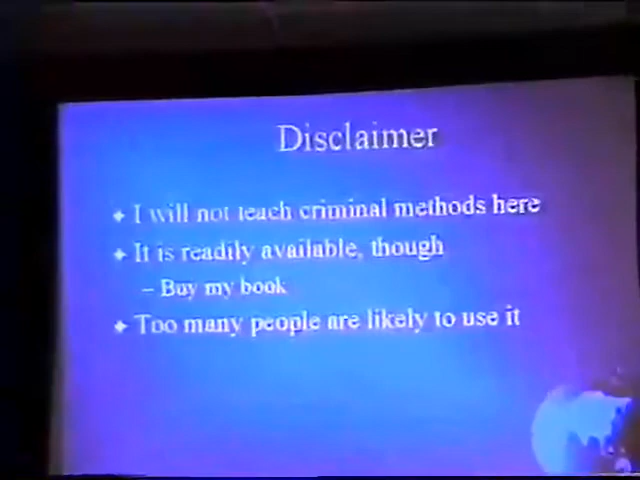 Disclaimer
I will not teach criminal methods here
It is readily available, though
– Buy my book
Too many people are likely to use it